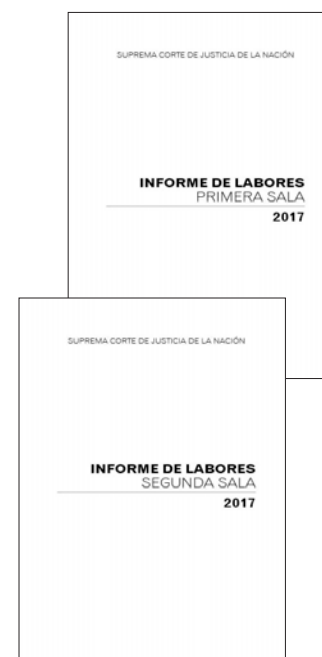 SUPREMA CORTE DE JUSTICIA DE LA NACIÓN
INFORME DE LABORES
PRIMERA SALA
2017
SUPREMA CORTE DE JUSTICIA DE LA NACIÓN
INFORME DE LABORES
SEGUNDA SALA
2017